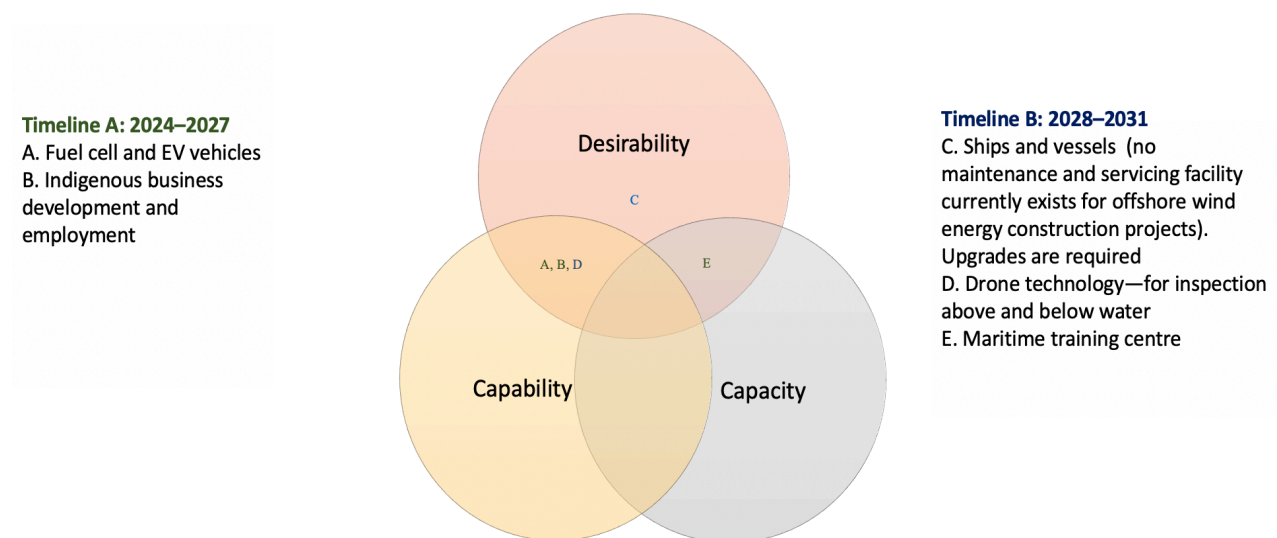 Timeline A: 2024–2027
A. Fuel cell and EV vehicles
B. Indigenous business
development and
employment
Desirability
C
A, B, D
E
Capability
Capacity
Timeline B: 2028–2031
C. Ships and vessels (no
maintenance and servicing facility
currently exists for offshore wind
energy construction projects).
Upgrades are required
D. Drone technology—for inspection
above and below water
E. Maritime training centre